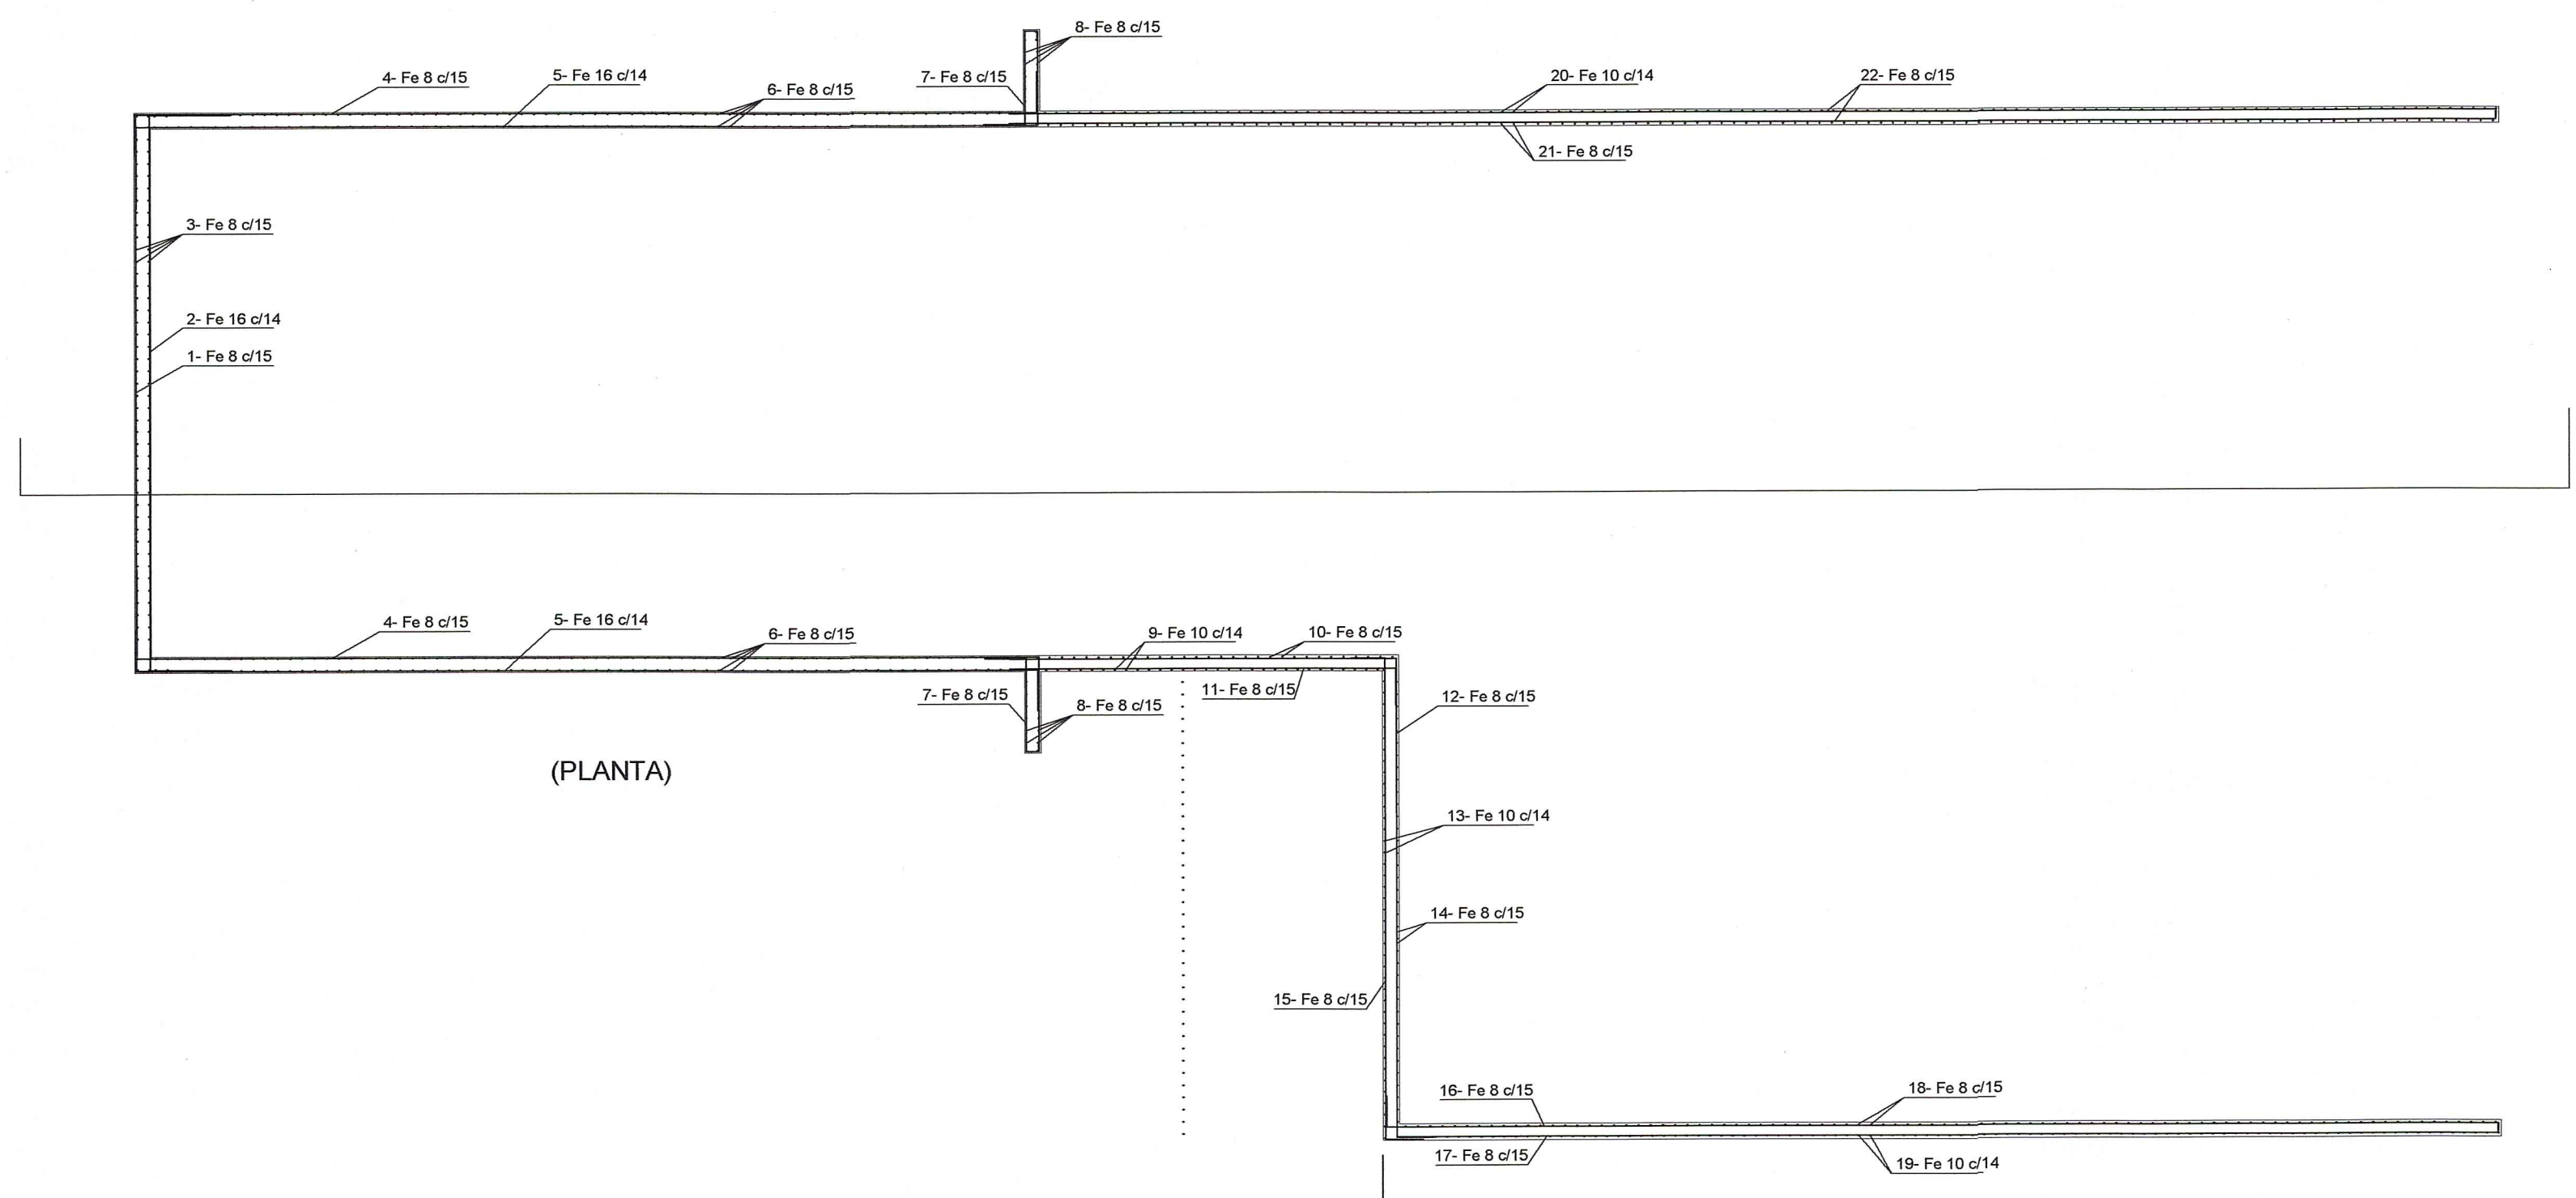 8- Fe 8 c/15
4- Fe 8 c/15
5- Fe 16 c/14
6- Fe 8 c/15
7- Fe 8 c/15
20- Fe 10 c/14
22- Fe 8 c/15
21- Fe 8 c/15
3- Fe 8 c/15
2- Fe 16 c/14
1- Fe 8 c/15
4- Fe 8 c/15
5- Fe 16 c/14
6- Fe 8 c/15
9- Fe 10 c/14
10- Fe 8 c/15
7- Fe 8 c/15
8- Fe 8 c/15
11- Fe 8 c/15
12- Fe 8 c/15
(PLANTA)
13- Fe 10 c/14
14- Fe 8 c/15
15- Fe 8 c/15
16- Fe 8 c/15
18- Fe 8 c/15
17- Fe 8 c/15
19- Fe 10 c/14